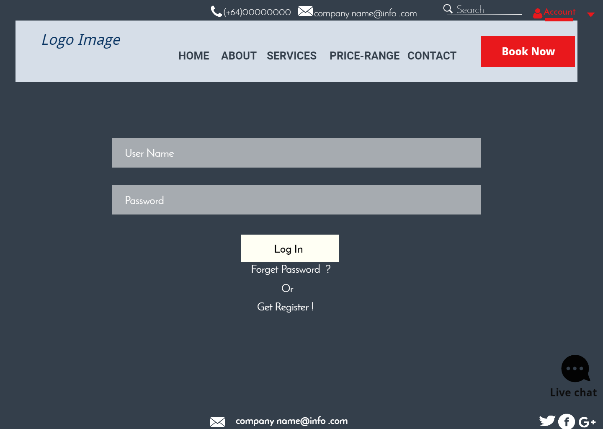 (+64)00000000 company name@info .com Search Account
Logo Image
HOME ABOUT SERVICES PRICE-RANGE CONTACT Book Now
User Name
Password
Log In
Forget Password ?
Or
Get Register !
Live chat
company name@info .com
G+